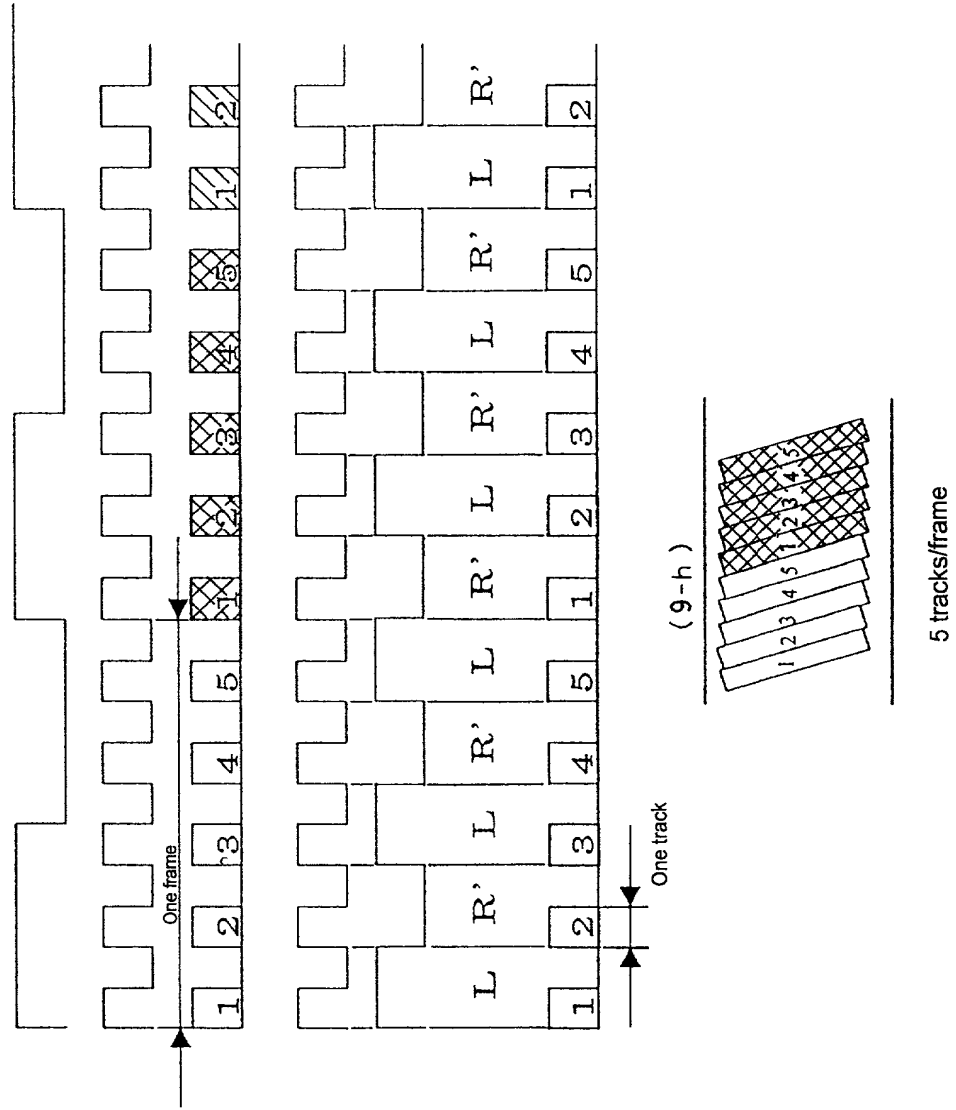 One frame
1 2 3 4 5 1 2 3 4 5 1 2
L R' L R' L R' L R' L R' L R'
1 2 3 4 5 1 2 3 4 5 1 2
One track
(9-h)
1 2 3 4 5 1 2 3 4 5
5 tracks/frame